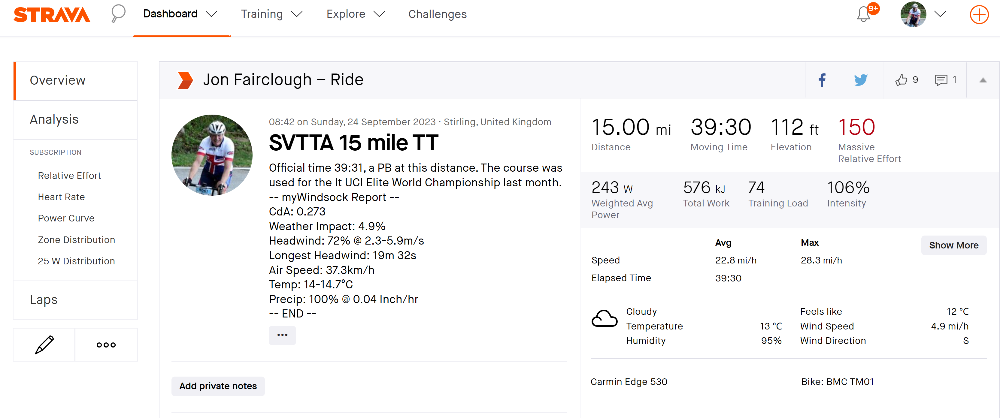 STRAVA
Dashboard
Training
Explore
Challenges
9+
Overview
Analysis
SUBSCRIPTION
Relative Effort
Heart Rate
Power Curve
Zone Distribution
25 W Distribution
Laps
Jon Fairclough – Ride
9
1
08:42 on Sunday, 24 September 2023 · Stirling, United Kingdom
SVTTA 15 mile TT
Official time 39:31, a PB at this distance. The course was
used for the It UCI Elite World Championship last month.
-- myWindsock Report --
CdA: 0.273
Weather Impact: 4.9%
Headwind: 72% @ 2.3-5.9m/s
Longest Headwind: 19m 32s
Air Speed: 37.3km/h
Temp: 14-14.7°C
Precip: 100% @ 0.04 Inch/hr
-- END --
Add private notes
15.00 mi
Distance
39:30
Moving Time
112 ft
Elevation
150
Massive
Relative Effort
243 W
Weighted Avg
Power
576 kJ
Total Work
74
Training Load
106%
Intensity
Avg
Max
Show More
Speed 22.8 mi/h 28.3 mi/h
Elapsed Time 39:30
Cloudy
Feels like 12 °C
Temperature 13 °C
Wind Speed 4.9 mi/h
Humidity 95%
Wind Direction S
Garmin Edge 530
Bike: BMC TM01